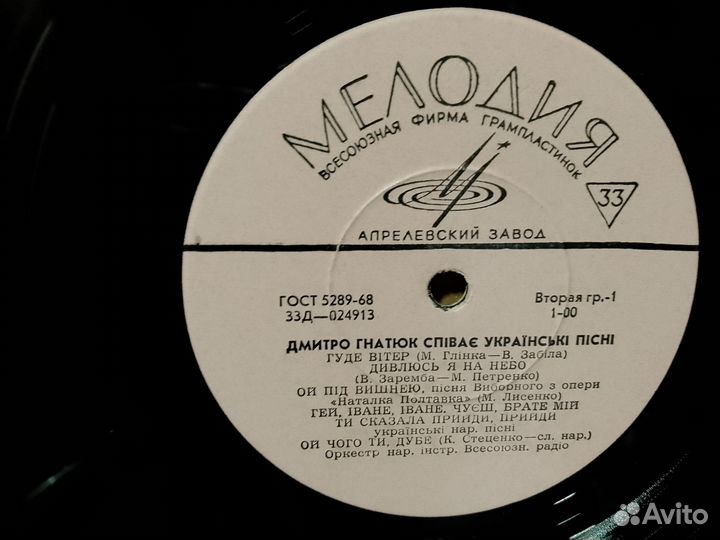 МЕЛОДИЯ
ВСЕСОЮЗНАЯ ФИРМА ГРАМПЛАСТИНОК
33
АПРЕЛЕВСКИЙ ЗАВОД
ГОСТ 5289-68
Вторая гр.-1
33Д—024913
1-00
ДМИТРО ГНАТЮК СПІВАЄ УКРАЇНСЬКІ ПІСНІ
ГУДЕ ВІТЕР (М. Глінка—В. Забіла)
ДИВЛЮСЬ Я НА НЕБО
(В. Заремба—М. Петренко)
ОЙ ПІД ВИШНЕЮ, пісня Виборного з опери
«Наталка Полтавка» (М. Лисенко)
ГЕЙ, ІВАНЕ, ІВАНЕ, ЧУЄШ, БРАТЕ МІЙ
ТИ СКАЗАЛА ПРИЙДИ, ПРИЙДИ
українські нар. пісні
ОЙ ЧОГО ТИ, ДУБЕ (К. Стеценко—сл. нар.)
Оркестр нар. інстр. Всесоюзн. радіо
Avito